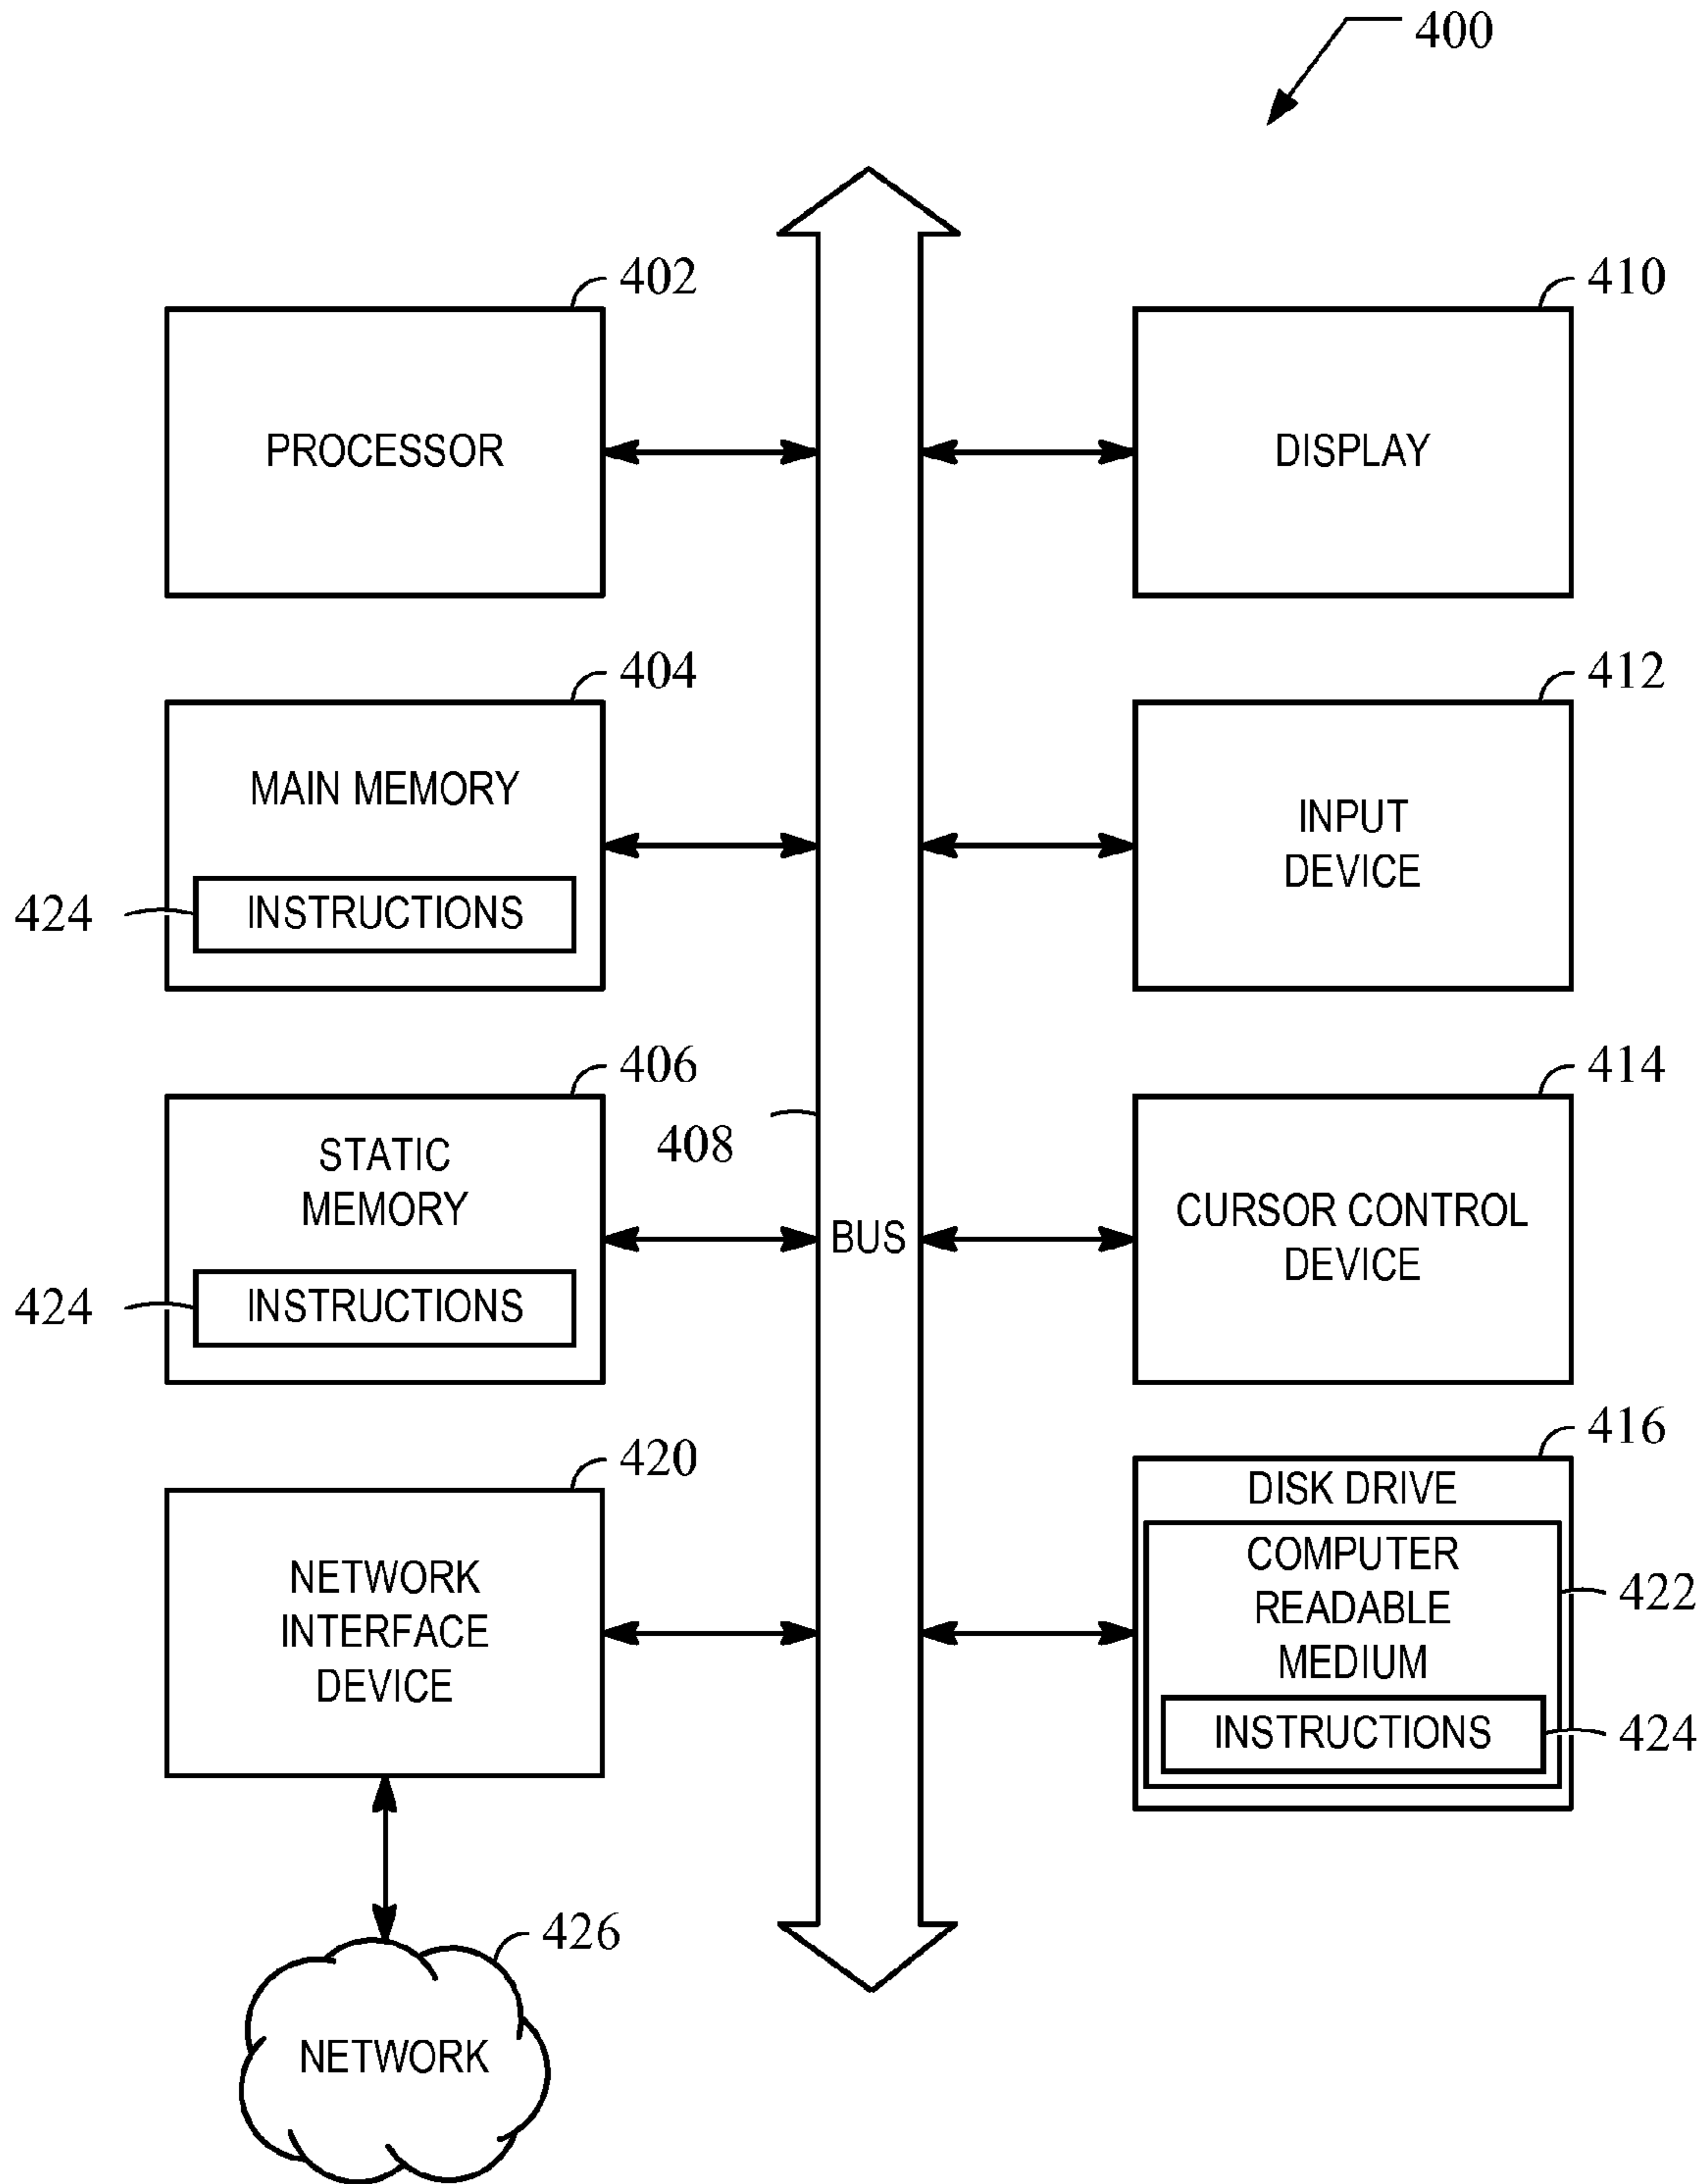 400
402
PROCESSOR
410
DISPLAY
404
MAIN MEMORY
424
INSTRUCTIONS
412
INPUT
DEVICE
406
STATIC
MEMORY
424
INSTRUCTIONS
408
BUS
414
CURSOR CONTROL
DEVICE
420
NETWORK
INTERFACE
DEVICE
416
DISK DRIVE
COMPUTER
READABLE
MEDIUM
422
INSTRUCTIONS
424
426
NETWORK